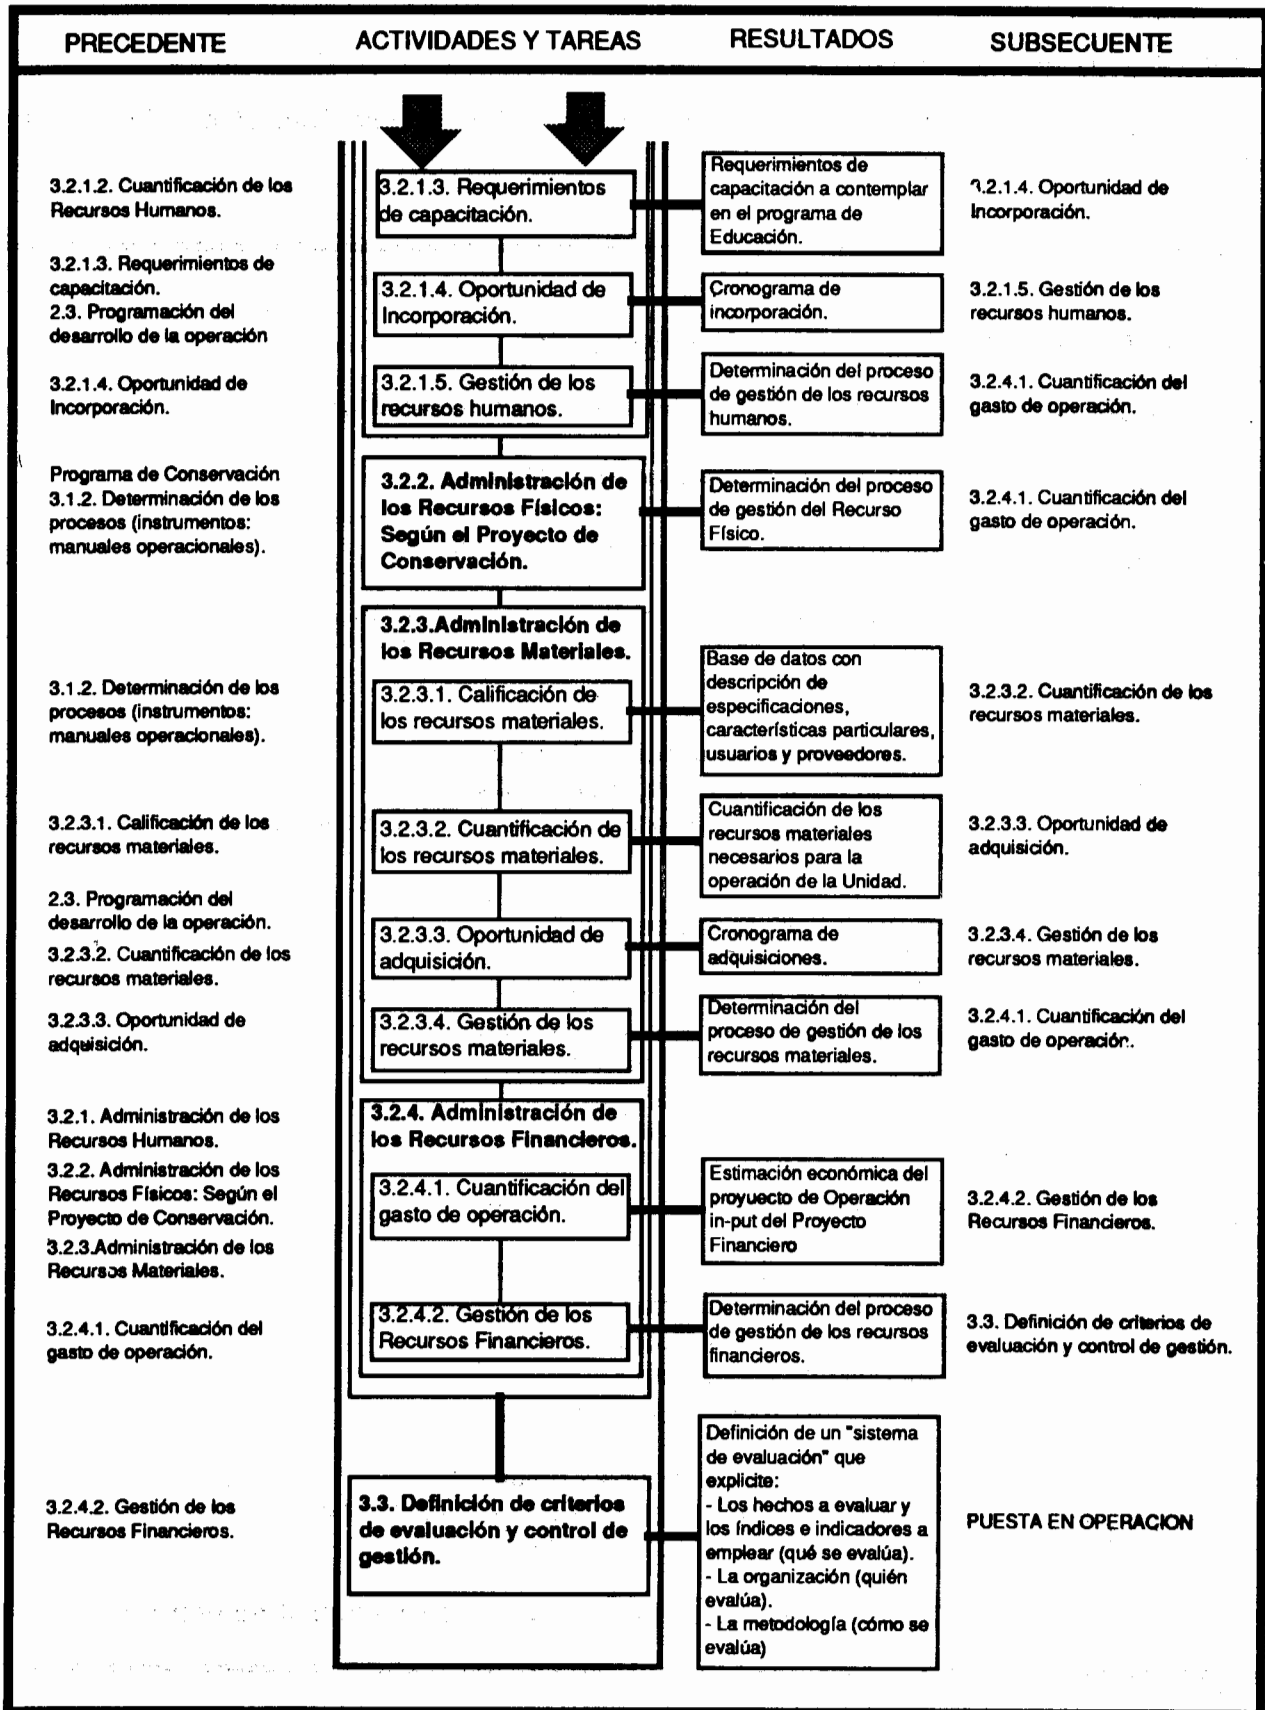 PRECEDENTE
ACTIVIDADES Y TAREAS
RESULTADOS
SUBSECUENTE
3.2.1.2. Cuantificación de los
Recursos Humanos.
3.2.1.3. Requerimientos
de capacitación.
Requerimientos de
capacitación a contemplar
en el programa de
Educación.
3.2.1.4. Oportunidad de
Incorporación.
3.2.1.3. Requerimientos de
capacitación.
2.3. Programación del
desarrollo de la operación
3.2.1.4. Oportunidad de
Incorporación.
Cronograma de
incorporación.
3.2.1.5. Gestión de los
recursos humanos.
3.2.1.4. Oportunidad de
Incorporación.
3.2.1.5. Gestión de los
recursos humanos.
Determinación del proceso
de gestión de los recursos
humanos.
3.2.4.1. Cuantificación del
gasto de operación.
Programa de Conservación
3.1.2. Determinación de los
procesos (instrumentos:
manuales operacionales).
3.2.2. Administración de
los Recursos Físicos:
Según el Proyecto de
Conservación.
Determinación del proceso
de gestión del Recurso
Físico.
3.2.4.1. Cuantificación del
gasto de operación.
3.2.3.Administración de
los Recursos Materiales.
3.1.2. Determinación de los
procesos (instrumentos:
manuales operacionales).
3.2.3.1. Calificación de
los recursos materiales.
Base de datos con
descripción de
especificaciones,
características particulares,
usuarios y proveedores.
3.2.3.2. Cuantificación de los
recursos materiales.
3.2.3.1. Calificación de los
recursos materiales.
3.2.3.2. Cuantificación de
los recursos materiales.
Cuantificación de los
recursos materiales
necesarios para la
operación de la Unidad.
3.2.3.3. Oportunidad de
adquisición.
2.3. Programación del
desarrollo de la operación.
3.2.3.2. Cuantificación de los
recursos materiales.
3.2.3.3. Oportunidad de
adquisición.
Cronograma de
adquisiciones.
3.2.3.4. Gestión de los
recursos materiales.
3.2.3.3. Oportunidad de
adquisición.
3.2.3.4. Gestión de los
recursos materiales.
Determinación del
proceso de gestión de los
recursos materiales.
3.2.4.1. Cuantificación del
gasto de operación.
3.2.1. Administración de los
Recursos Humanos.
3.2.2. Administración de los
Recursos Físicos: Según el
Proyecto de Conservación.
3.2.3.Administración de los
Recursos Materiales.
3.2.4. Administración de
los Recursos Financieros.
3.2.4.1. Cuantificación del
gasto de operación.
Estimación económica del
proyuecto de Operación
in-put del Proyecto
Financiero
3.2.4.2. Gestión de los
Recursos Financieros.
3.2.4.1. Cuantificación del
gasto de operación.
3.2.4.2. Gestión de los
Recursos Financieros.
Determinación del proceso
de gestión de los recursos
financieros.
3.3. Definición de criterios de
evaluación y control de gestión.
3.2.4.2. Gestión de los
Recursos Financieros.
3.3. Definición de criterios
de evaluación y control de
gestión.
Definición de un "sistema
de evaluación" que
explicite:
- Los hechos a evaluar y
los índices e indicadores a
emplear (qué se evalúa).
- La organización (quién
evalúa).
- La metodología (cómo se
evalúa)
PUESTA EN OPERACION